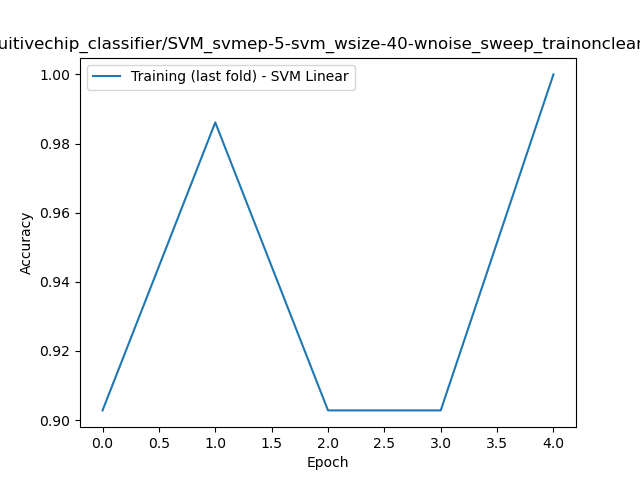 uitivechip_classifier/SVM_svmep-5-svm_wsize-40-wnoise_sweep_trainonclear
Training (last fold) - SVM Linear
1.00
0.98
0.96
0.94
0.92
0.90
Accuracy
0.0 0.5 1.0 1.5 2.0 2.5 3.0 3.5 4.0
Epoch